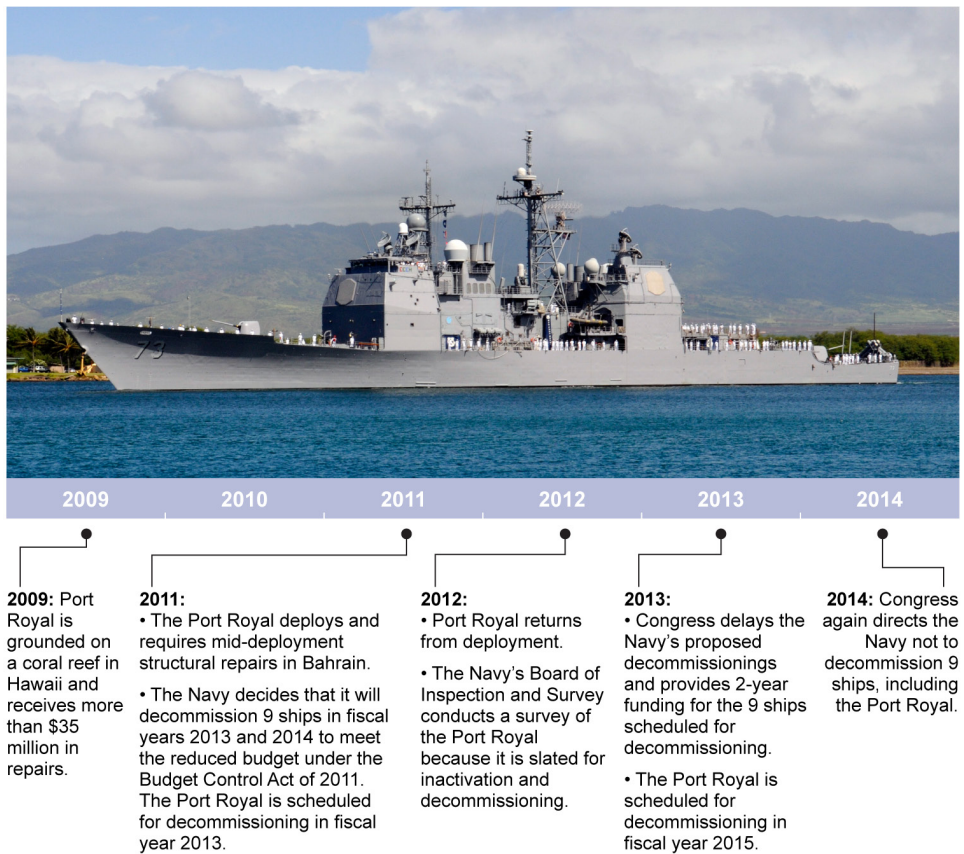 73
2009 2010 2011 2012 2013 2014
2009: Port
Royal is
grounded on
a coral reef in
Hawaii and
receives more
than $35
million in
repairs.
2011:
• The Port Royal deploys and
requires mid-deployment
structural repairs in Bahrain.
• The Navy decides that it will
decommission 9 ships in fiscal
years 2013 and 2014 to meet
the reduced budget under the
Budget Control Act of 2011.
The Port Royal is scheduled
for decommissioning in fiscal
year 2013.
2012:
• Port Royal returns
from deployment.
• The Navy’s Board of
Inspection and Survey
conducts a survey of
the Port Royal
because it is slated for
inactivation and
decommissioning.
2013:
• Congress delays the
Navy’s proposed
decommissionings
and provides 2-year
funding for the 9 ships
scheduled for
decommissioning.
• The Port Royal is
scheduled for
decommissioning in
fiscal year 2015.
2014: Congress
again directs the
Navy not to
decommission 9
ships, including
the Port Royal.